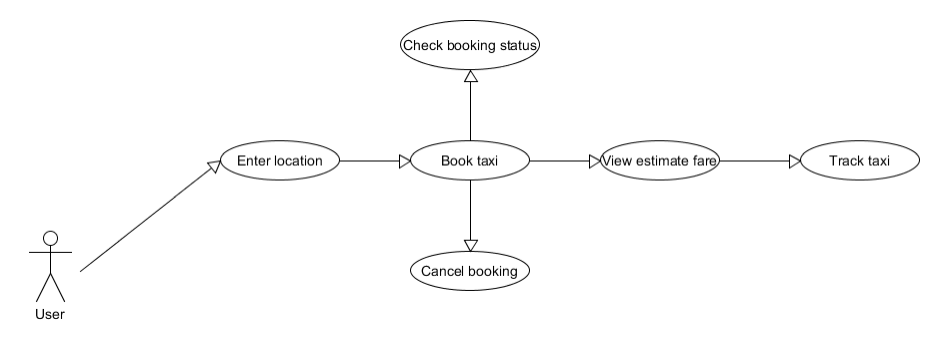 Check booking status
Enter location
Book taxi
View estimate fare
Track taxi
Cancel booking
User